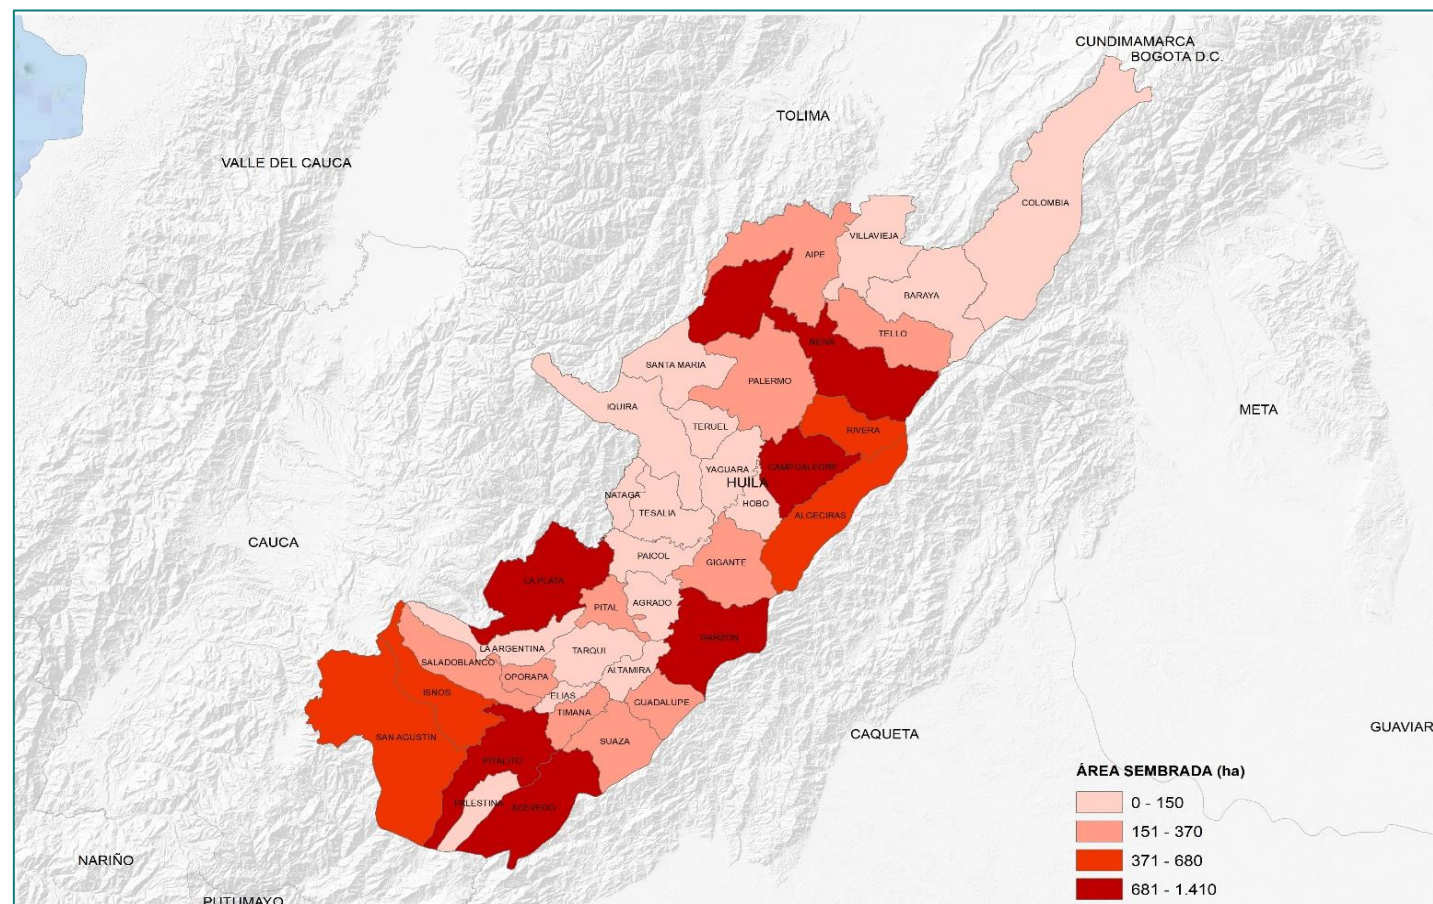 CUNDIMAMARCA
BOGOTA D.C.
TOLIMA
VALLE DEL CAUCA
COLOMBIA
VILLAVIEJA
AIPE
BARAYA
TELLO
NEIVA
SANTA MARIA
PALERMO
IQUIRA
META
TERUEL
RIVERA
YAGUARA
CAMPOALEGRE
HUILA
NATAGA
HOBO
TESALIA
ALGECIRAS
CAUCA
PAICOL
GIGANTE
LA PLATA
PITAL
AGRADO
GARZON
LA ARGENTINA
TARQUI
SALADOBLANCO
ALTAMIRA
OPORAPA
ISNOS
ELIAS
GUADALUPE
TIMANA
GUAVIAR
CAQUETA
SAN AGUSTIN
SUAZA
PITALITO
ÁREA SEMBRADA (ha)
0 - 150
PALESTINA
ACEVEDO
151 - 370
NARIÑO
371 - 680
681 - 1.410
PUTUMAYO